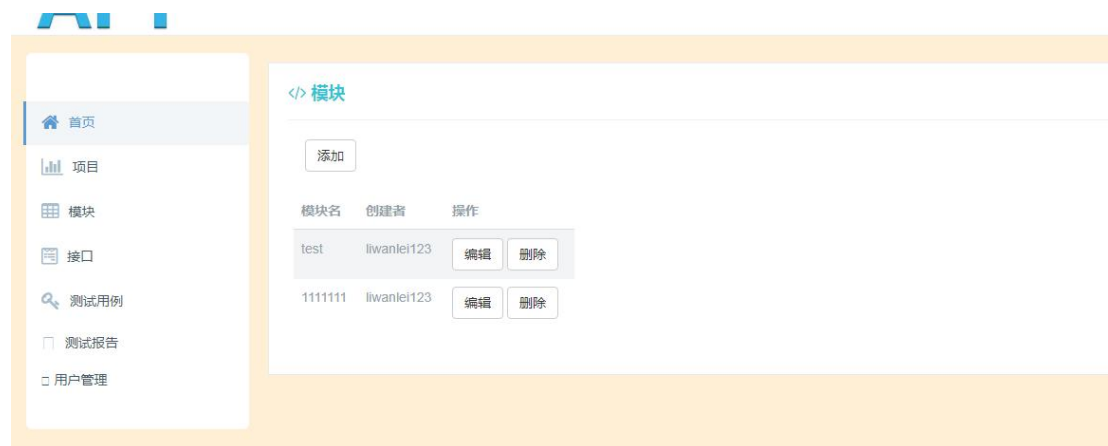 </> 模块
首页
项目
模块
接口
测试用例
测试报告
用户管理
添加
模块名 创建者 操作
test liwanlei123 编辑 删除
1111111 liwanlei123 编辑 删除